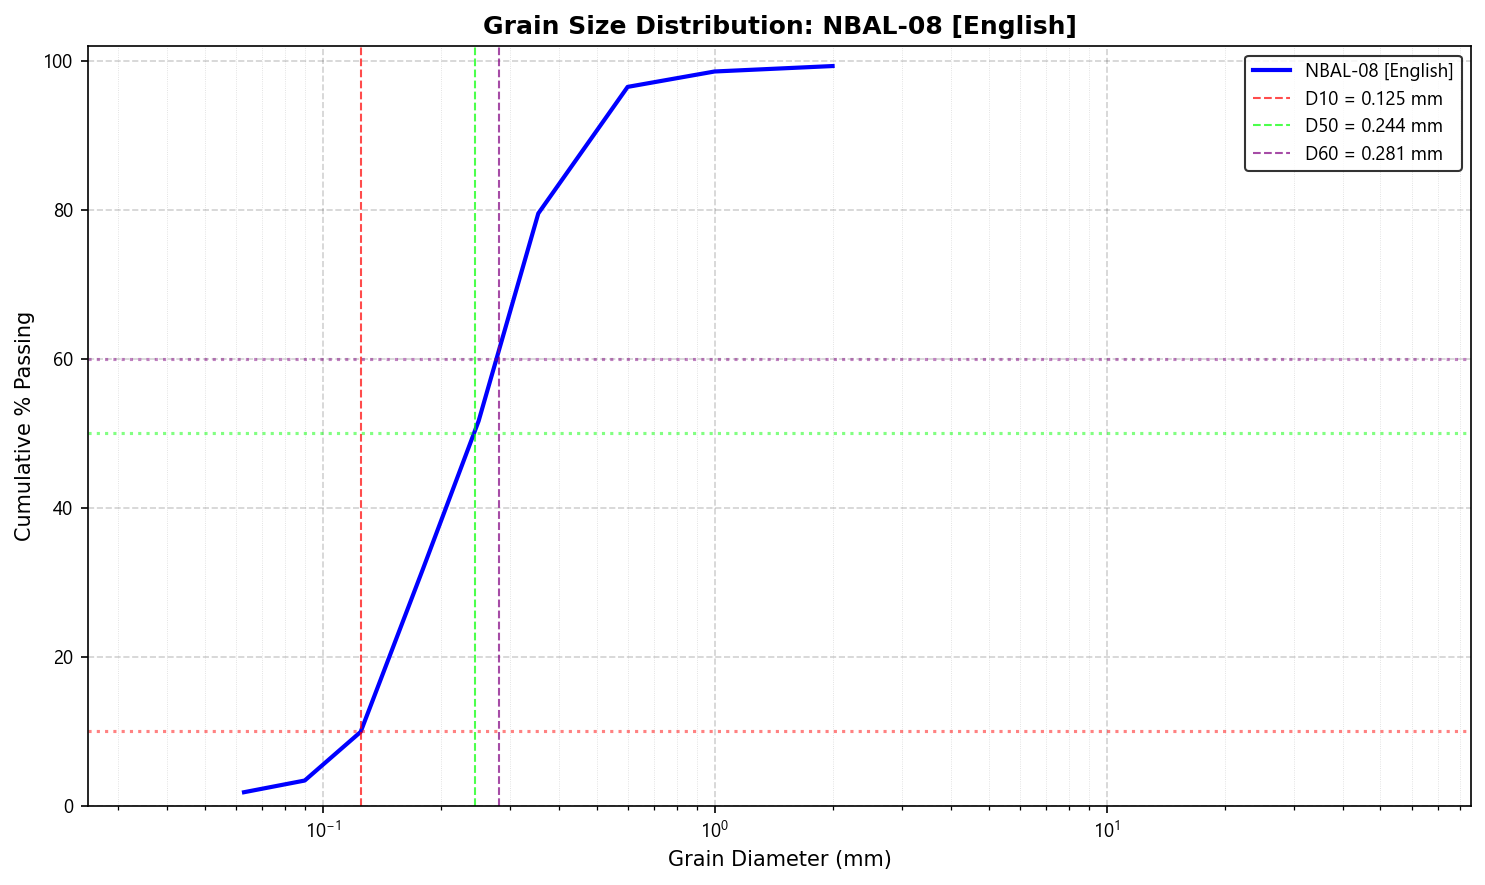 Grain Size Distribution: NBAL-08 [English]
NBAL-08 [English]
D10 = 0.125 mm
D50 = 0.244 mm
D60 = 0.281 mm
Cumulative % Passing
100
80
60
40
20
0
10⁻¹
10⁰
10¹
Grain Diameter (mm)